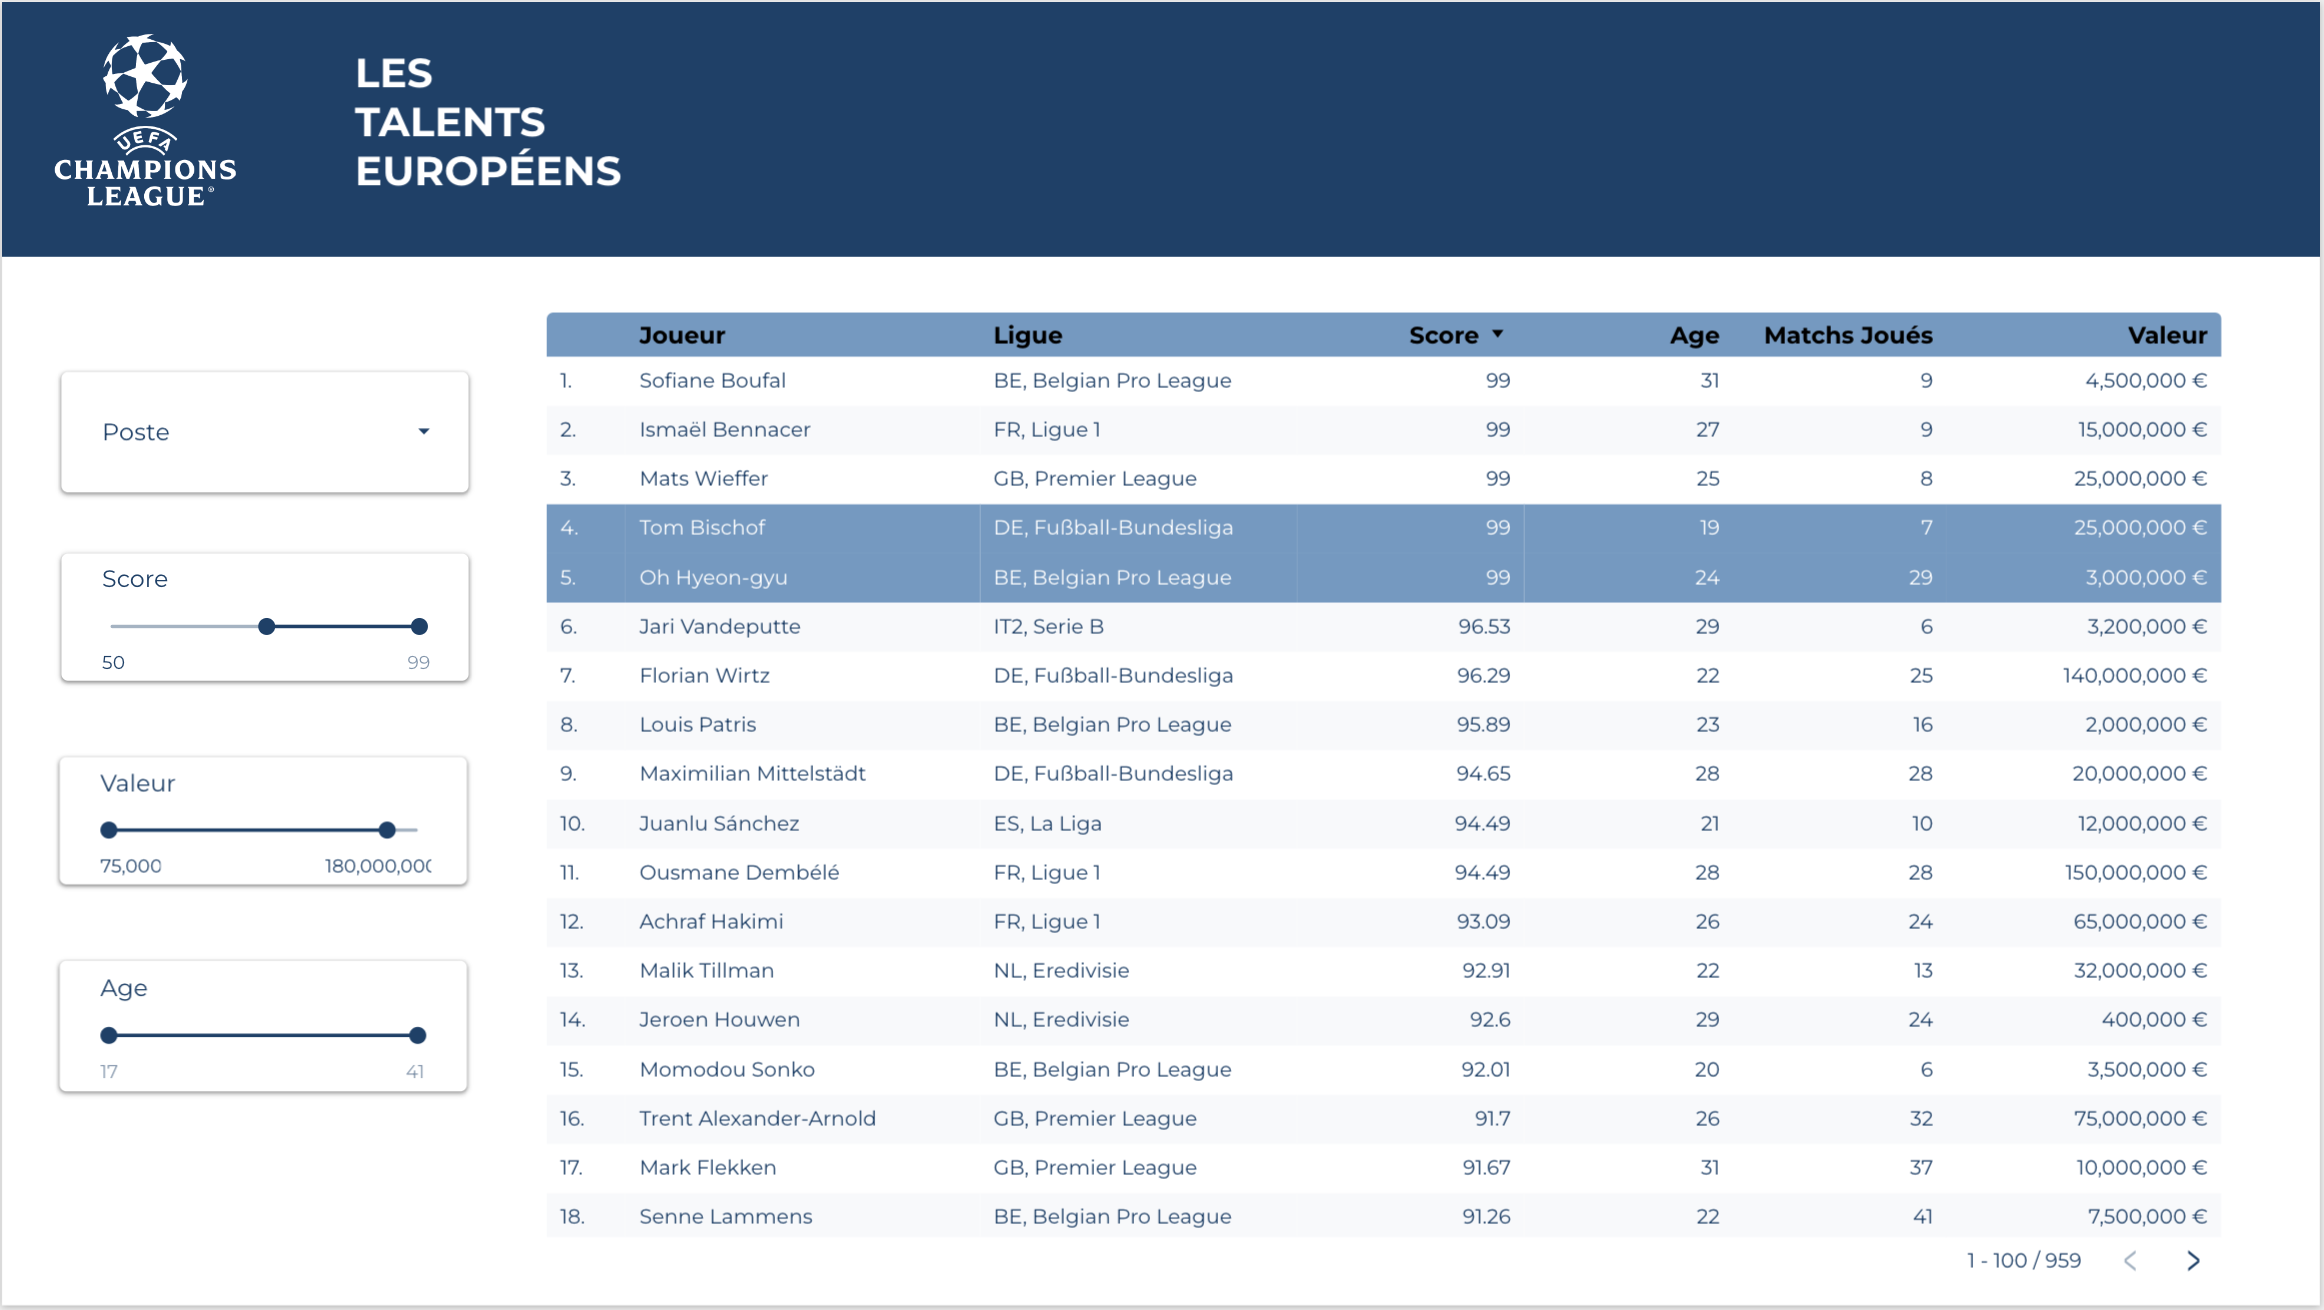 UEFA
CHAMPIONS
LEAGUE®
LES
TALENTS
EUROPÉENS
Poste
Score
50 99
Valeur
75,000 180,000,00
Age
17 41
Joueur Ligue Score Age Matchs Joués Valeur
1. Sofiane Boufal BE, Belgian Pro League 99 31 9 4,500,000 €
2. Ismaël Bennacer FR, Ligue 1 99 27 9 15,000,000 €
3. Mats Wieffer GB, Premier League 99 25 8 25,000,000 €
4. Tom Bischof DE, Fußball-Bundesliga 99 19 7 25,000,000 €
5. Oh Hyeon-gyu BE, Belgian Pro League 99 24 29 3,000,000 €
6. Jari Vandeputte IT2, Serie B 96.53 29 6 3,200,000 €
7. Florian Wirtz DE, Fußball-Bundesliga 96.29 22 25 140,000,000 €
8. Louis Patris BE, Belgian Pro League 95.89 23 16 2,000,000 €
9. Maximilian Mittelstädt DE, Fußball-Bundesliga 94.65 28 28 20,000,000 €
10. Juanlu Sánchez ES, La Liga 94.49 21 10 12,000,000 €
11. Ousmane Dembélé FR, Ligue 1 94.49 28 28 150,000,000 €
12. Achraf Hakimi FR, Ligue 1 93.09 26 24 65,000,000 €
13. Malik Tillman NL, Eredivisie 92.91 22 13 32,000,000 €
14. Jeroen Houwen NL, Eredivisie 92.6 29 24 400,000 €
15. Momodou Sonko BE, Belgian Pro League 92.01 20 6 3,500,000 €
16. Trent Alexander-Arnold GB, Premier League 91.7 26 32 75,000,000 €
17. Mark Flekken GB, Premier League 91.67 31 37 10,000,000 €
18. Senne Lammens BE, Belgian Pro League 91.26 22 41 7,500,000 €
1 - 100 / 959